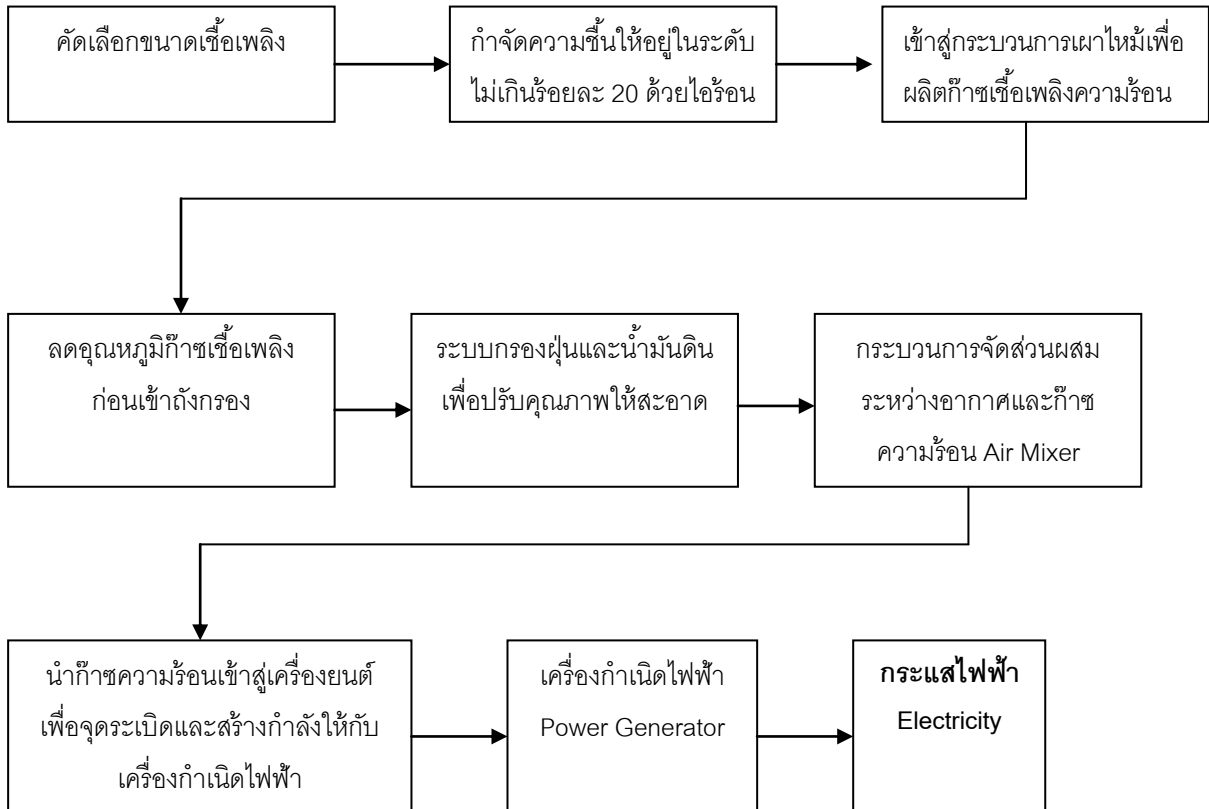 คัดเลือกขนาดเชื้อเพลิง
กำจัดความชื้นให้อยู่ในระดับ
ไม่เกินร้อยละ 20 ด้วยไอร้อน
เข้าสู่กระบวนการเผาไหม้เพื่อ
ผลิตก๊าซเชื้อเพลิงความร้อน
ลดอุณหภูมิก๊าซเชื้อเพลิง
ก่อนเข้าถังกรอง
ระบบกรองฝุ่นและน้ำมันดิน
เพื่อปรับคุณภาพให้สะอาด
กระบวนการจัดส่วนผสม
ระหว่างอากาศและก๊าซ
ความร้อน Air Mixer
นำก๊าซความร้อนเข้าสู่เครื่องยนต์
เพื่อจุดระเบิดและสร้างกำลังให้กับ
เครื่องกำเนิดไฟฟ้า
เครื่องกำเนิดไฟฟ้า
Power Generator
กระแสไฟฟ้า
Electricity